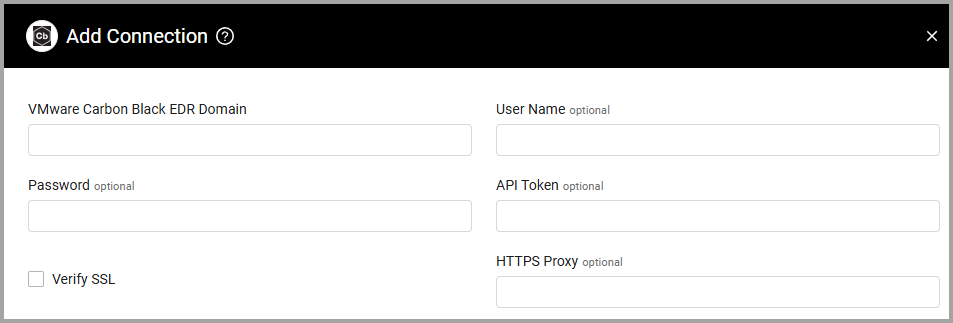 Cb
Add Connection ?
VMware Carbon Black EDR Domain
User Name optional
Password optional
API Token optional
Verify SSL
HTTPS Proxy optional